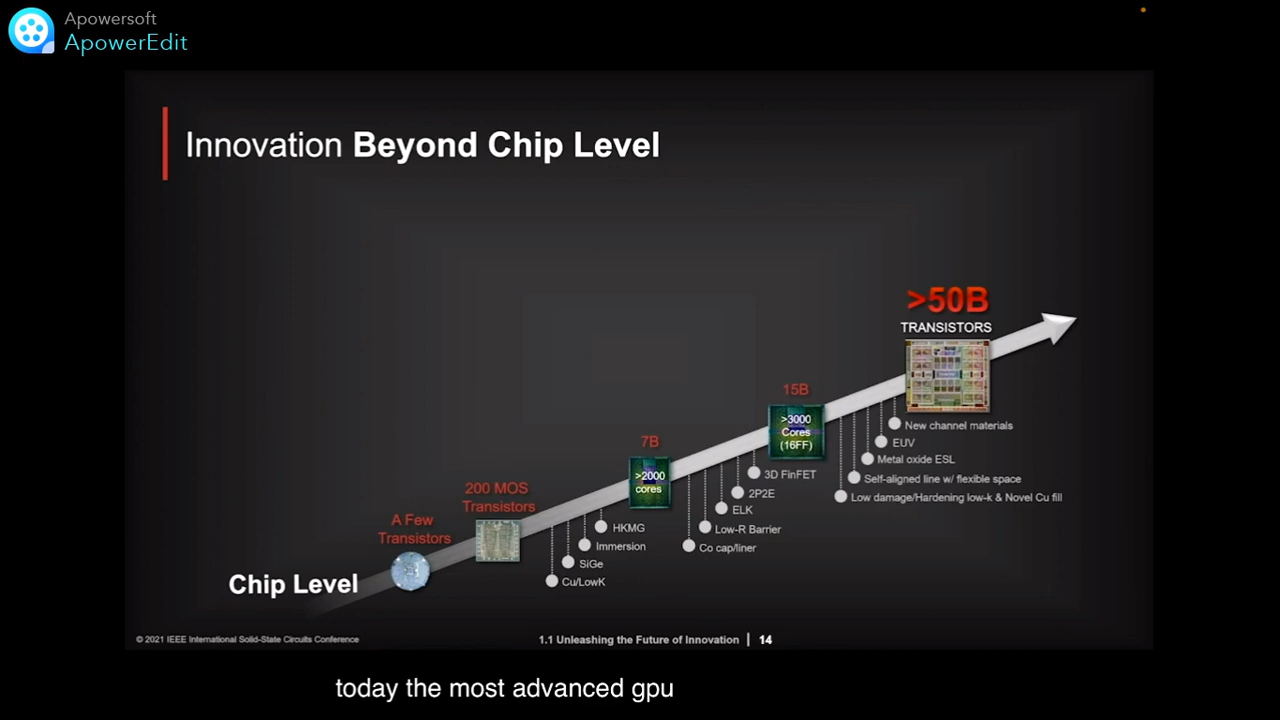 Apowersoft
ApowerEdit
Innovation Beyond Chip Level
>50B
TRANSISTORS
15B
>3000
Cores
(16FF)
7B
>2000
cores
200 MOS
Transistors
A Few
Transistors
Chip Level
New channel materials
EUV
Metal oxide ESL
Self-aligned line w/ flexible space
Low damage/Hardening low-k & Novel Cu fill
3D FinFET
2P2E
ELK
Low-R Barrier
Co cap/liner
HKMG
Immersion
SiGe
Cu/LowK
© 2021 IEEE International Solid-State Circuits Conference
1.1 Unleashing the Future of Innovation | 14
today the most advanced gpu